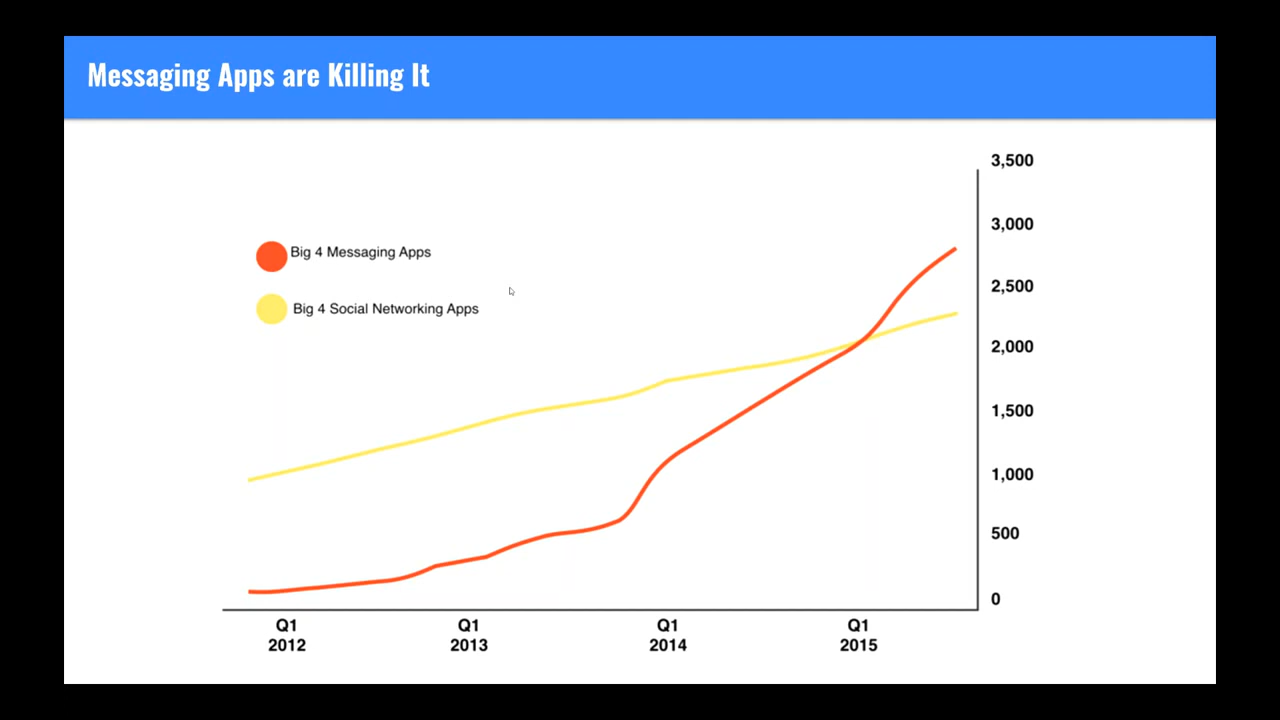 Messaging Apps are Killing It
Big 4 Messaging Apps
Big 4 Social Networking Apps
3,500
3,000
2,500
2,000
1,500
1,000
500
0
Q1 Q1 Q1 Q1
2012 2013 2014 2015